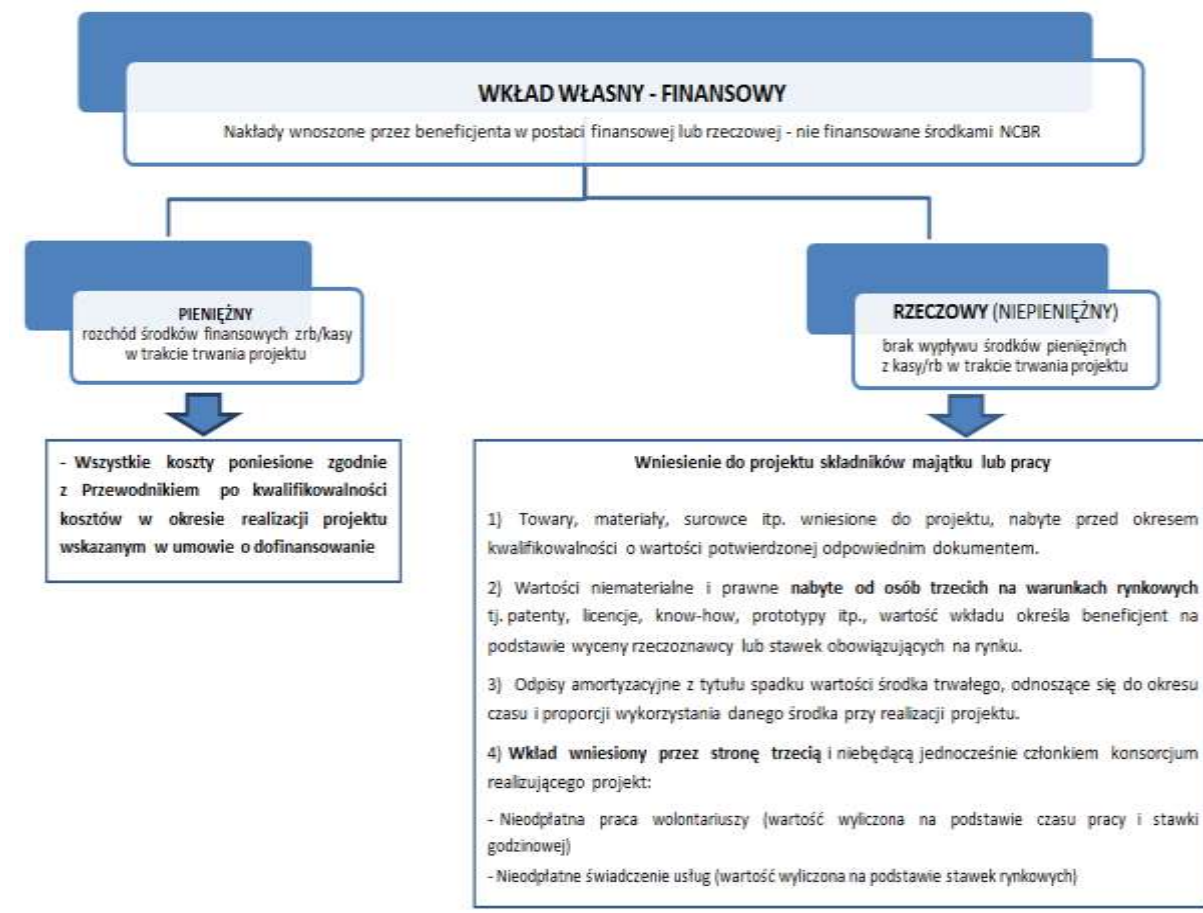 WKŁAD WŁASNY - FINANSOWY
Nakłady wnoszone przez beneficjenta w postaci finansowej lub rzeczowej - nie finansowane środkami NCBR
PIENIĘŻNY
rozchód środków finansowych zrb/kasy
w trakcie trwania projektu
- Wszystkie koszty poniesione zgodnie
z Przewodnikiem po kwalifikowalności
kosztów w okresie realizacji projektu
wskazanym w umowie o dofinansowanie
RZECZOWY (NIEPIENIĘŻNY)
brak wypływu środków pieniężnych
z kasy/rb w trakcie trwania projektu
Wniesienie do projektu składników majątku lub pracy
1) Towary, materiały, surowce itp. wniesione do projektu, nabyte przed okresem
kwalifikowalności o wartości potwierdzonej odpowiednim dokumentem.
2) Wartości niematerialne i prawne nabyte od osób trzecich na warunkach rynkowych
tj. patenty, licencje, know-how, prototypy itp., wartość wkładu określa beneficjent na
podstawie wyceny rzeczoznawcy lub stawek obowiązujących na rynku.
3) Odpisy amortyzacyjne z tytułu spadku wartości środka trwałego, odnoszące się do okresu
czasu i proporcji wykorzystania danego środka przy realizacji projektu.
4) Wkład wniesiony przez stronę trzecią i niebędącą jednocześnie członkiem konsorcjum
realizującego projekt:
- Nieodpłatna praca wolontariuszy (wartość wyliczona na podstawie czasu pracy i stawki
godzinowej)
- Nieodpłatne świadczenie usług (wartość wyliczona na podstawie stawek rynkowych)